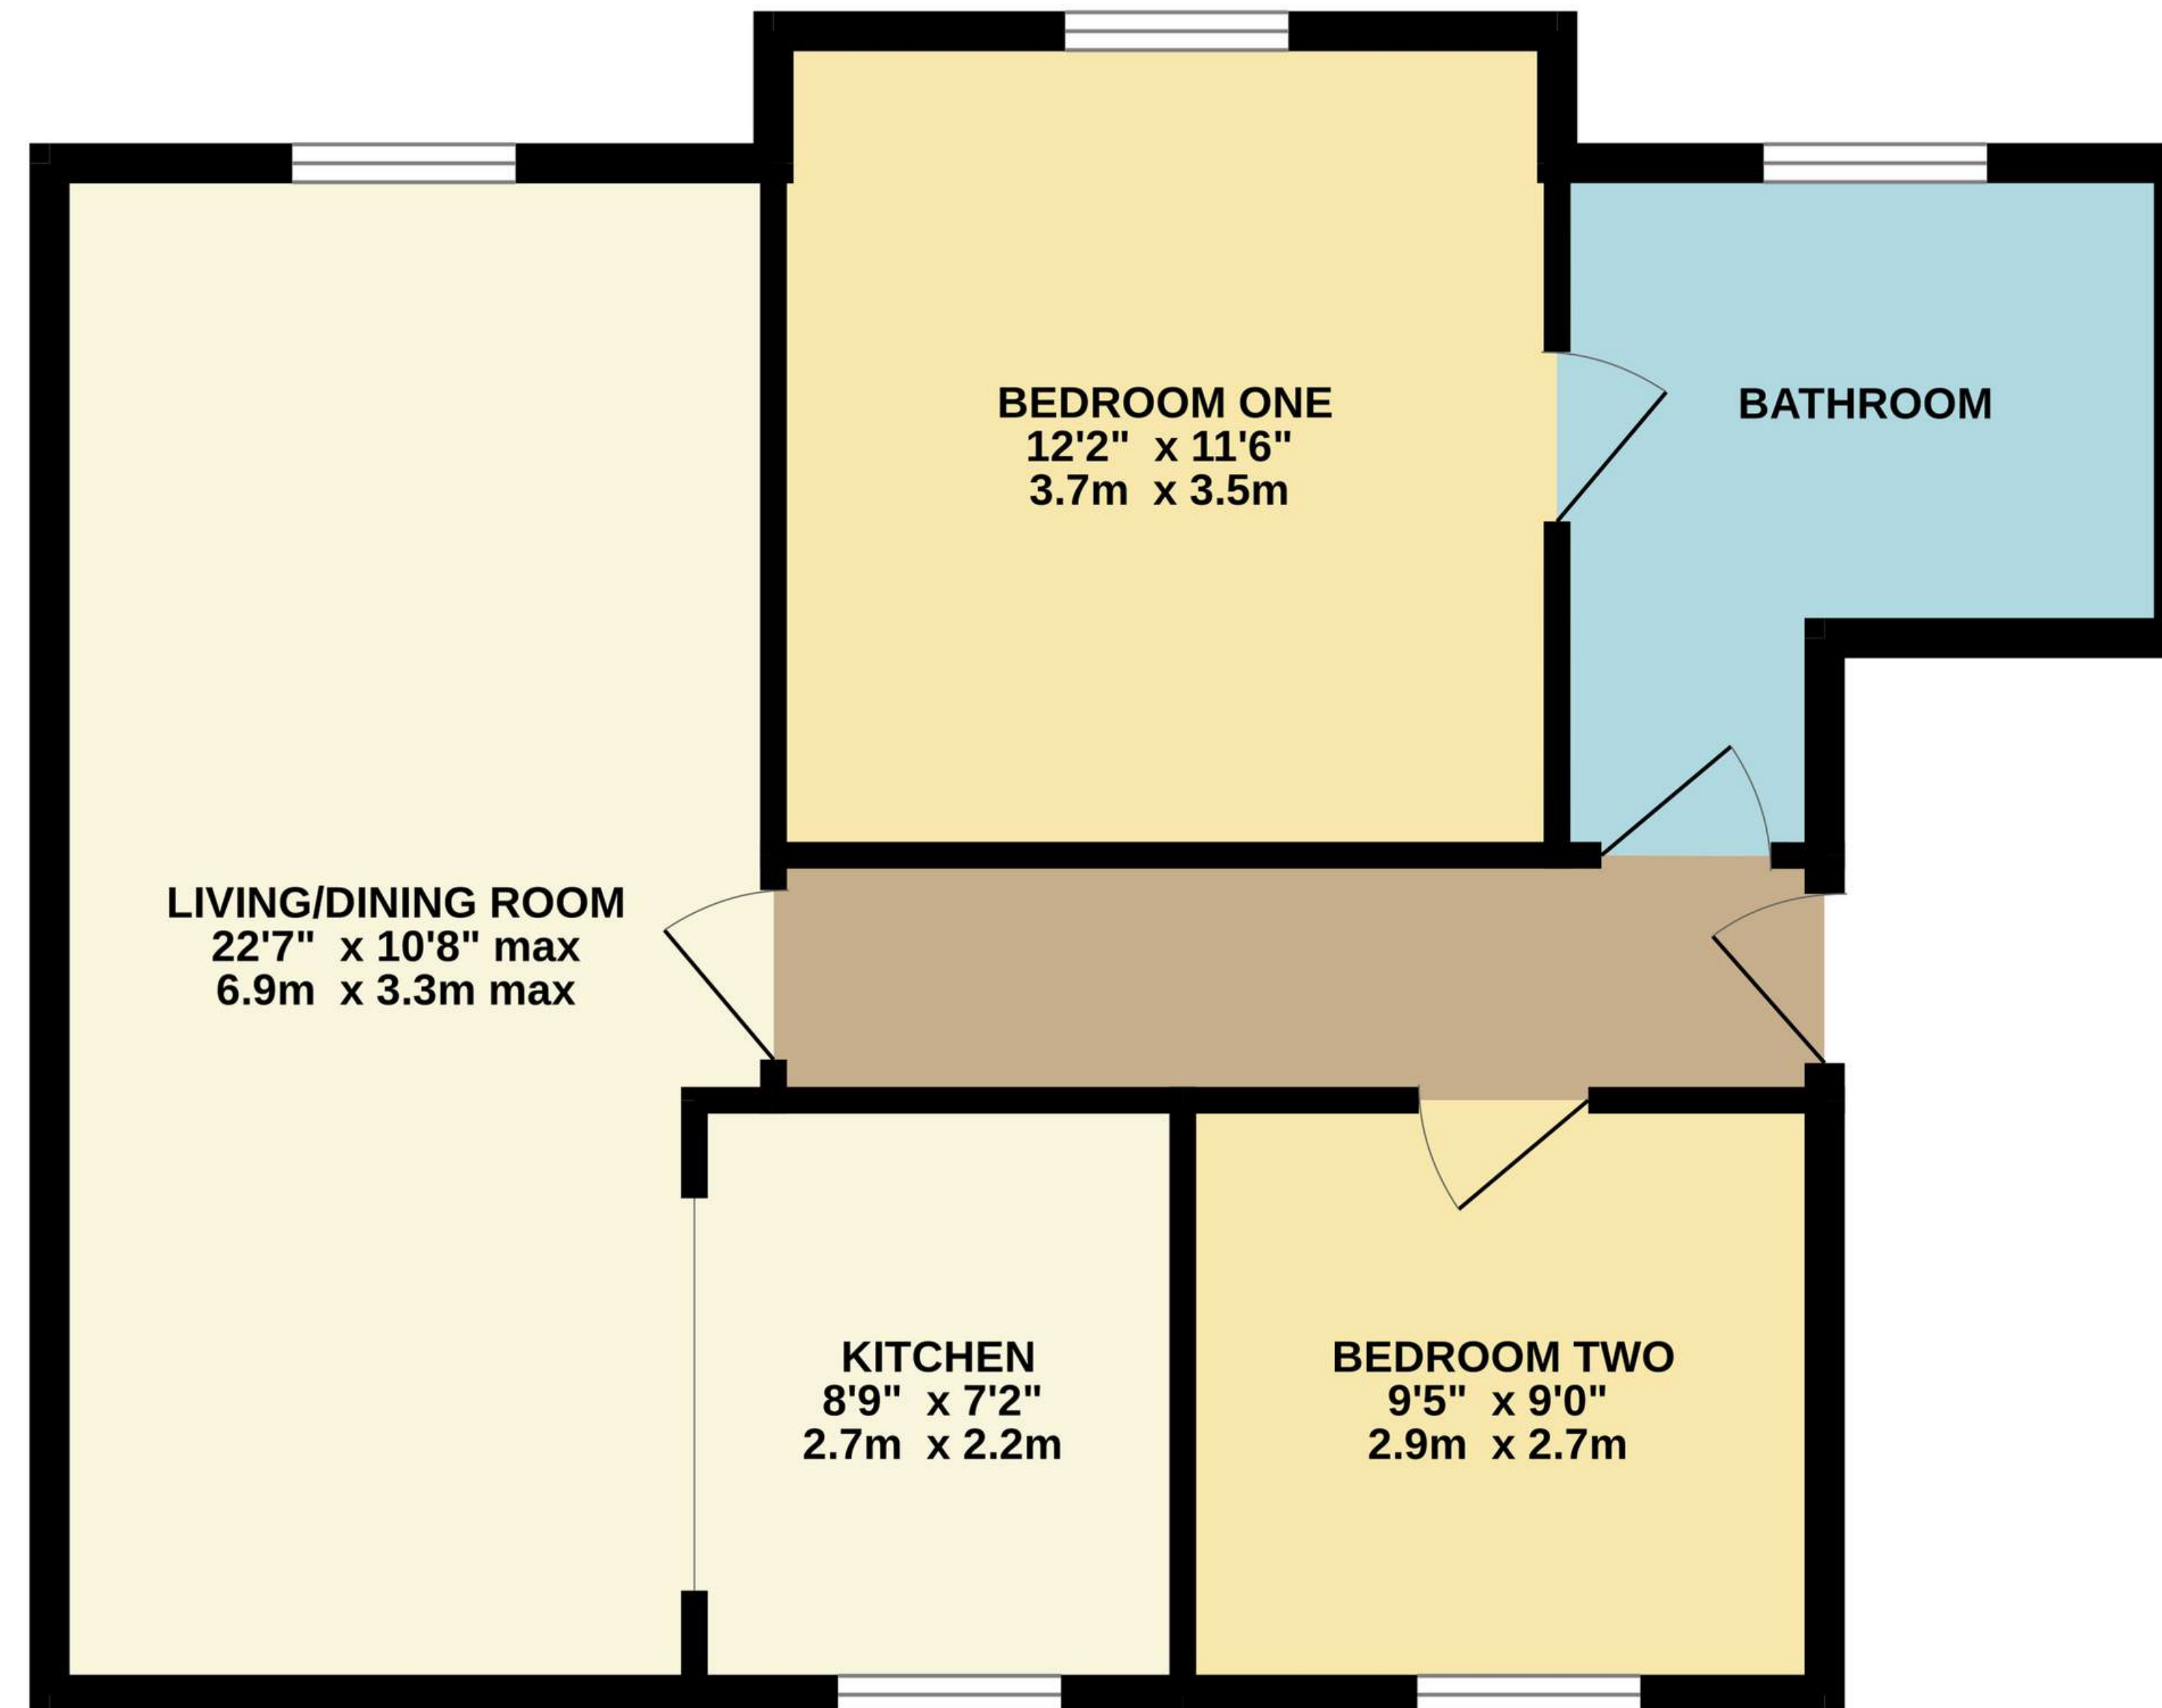 BEDROOM ONE
12'2" x 11'6"
3.7m x 3.5m
BATHROOM
LIVING/DINING ROOM
22'7" x 10'8" max
6.9m x 3.3m max
KITCHEN
8'9" x 7'2"
2.7m x 2.2m
BEDROOM TWO
9'5" x 9'0"
2.9m x 2.7m